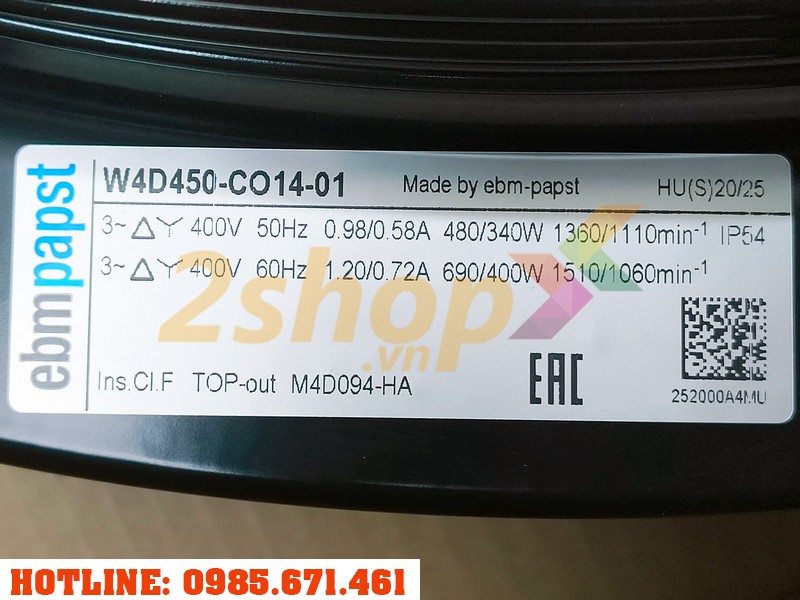 ebmpapst
W4D450-CO14-01 Made by ebm-papst HU(S)20/25
3~ △ Y 400V 50Hz 0.98/0.58A 480/340W 1360/1110min-1 IP54
3~ △ Y 400V 60Hz 1.20/0.72A 690/400W 1510/1060min-1
2shop
.vn
Ins.Cl.F TOP-out M4D094-HA EAC
252000A4MU
HOTLINE: 0985.671.461